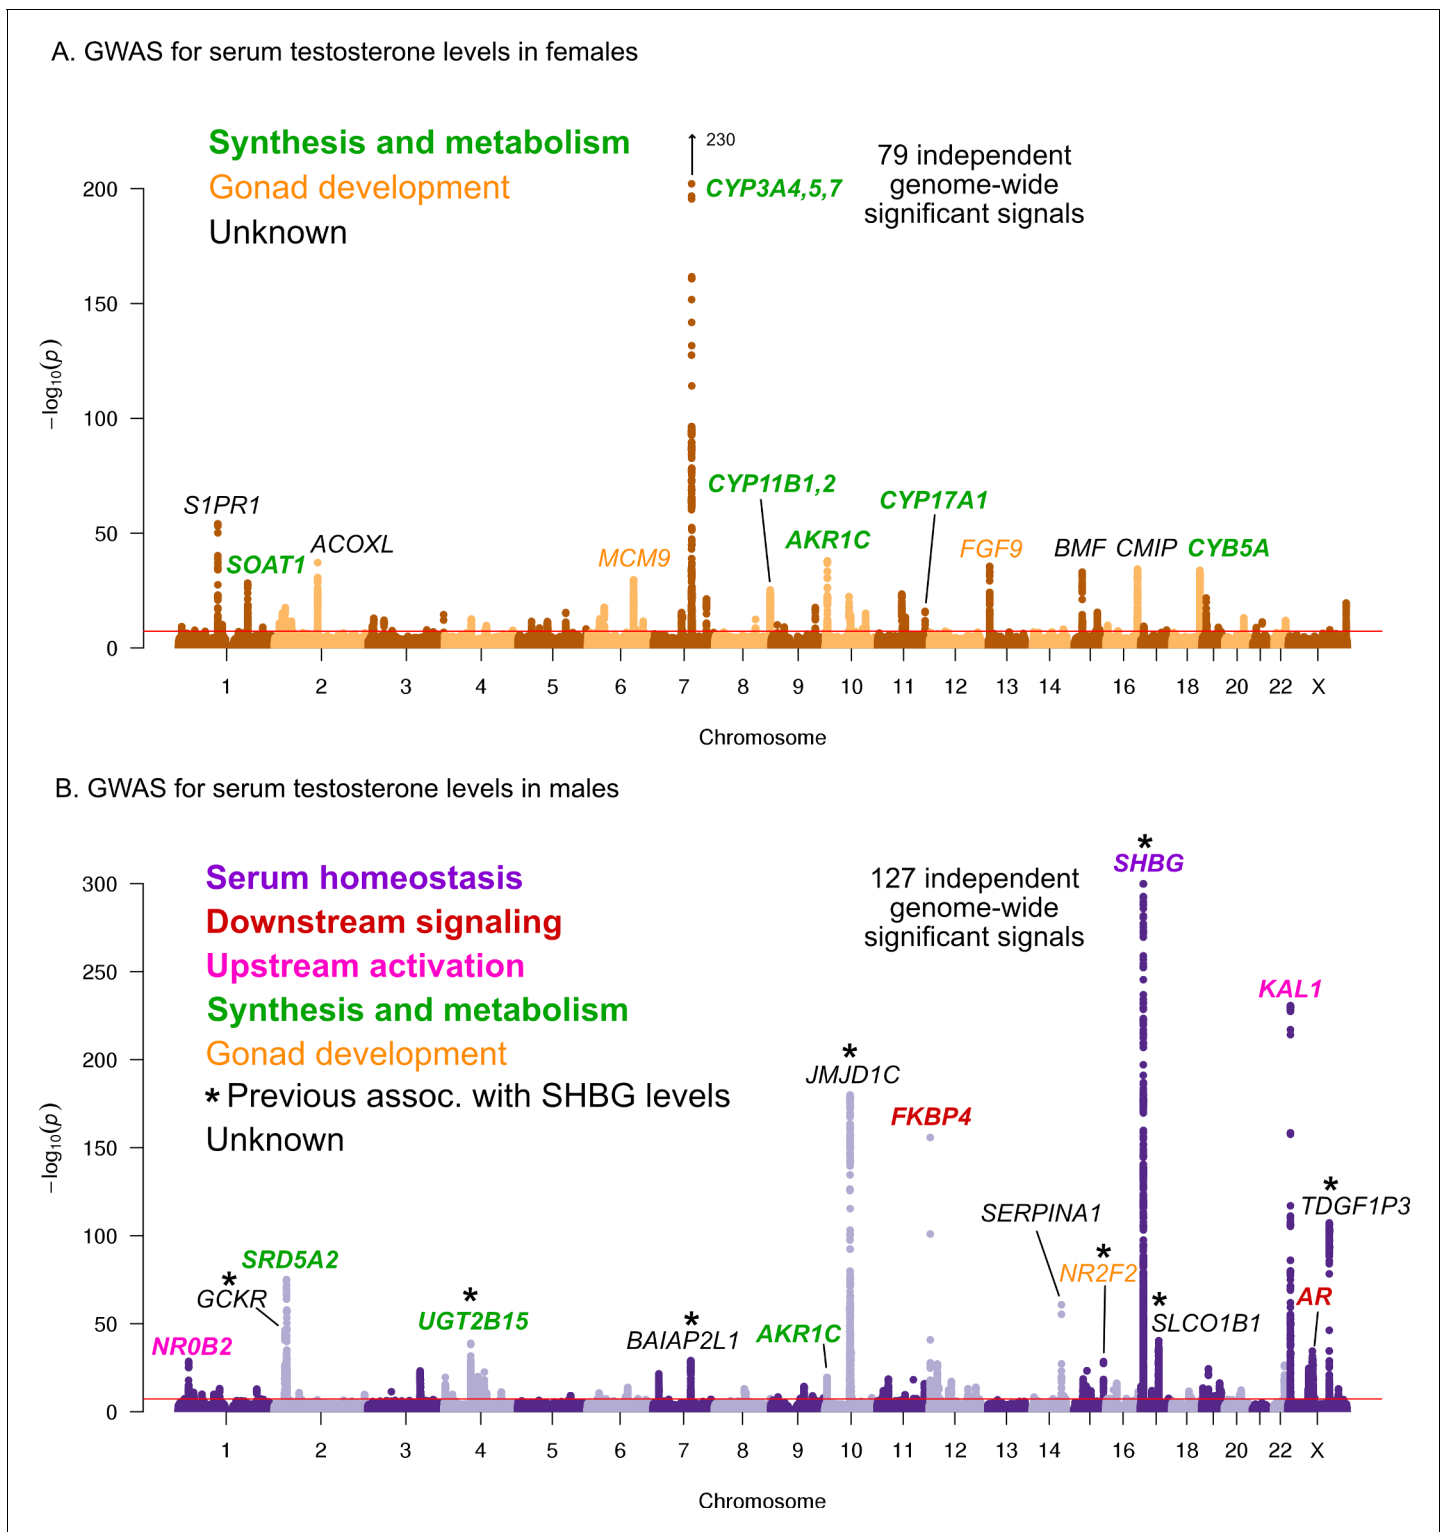 A. GWAS for serum testosterone levels in females
Synthesis and metabolism
Gonad development
Unknown
230
CYP3A4,5,7
79 independent
genome-wide
significant signals
200
150
100
50
0
−log10(p)
S1PR1
SOAT1
ACOXL
MCM9
CYP11B1,2
AKR1C
CYP17A1
FGF9
BMF
CMIP
CYB5A
1 2 3 4 5 6 7 8 9 10 11 12 13 14 16 18 20 22 X
Chromosome
B. GWAS for serum testosterone levels in males
Serum homeostasis
Downstream signaling
Upstream activation
Synthesis and metabolism
Gonad development
* Previous assoc. with SHBG levels
Unknown
127 independent
genome-wide
significant signals
300
250
200
150
100
50
0
−log10(p)
*
SHBG
KAL1
*
JMJD1C
FKBP4
*
TDGF1P3
SERPINA1
*
NR2F2
SRD5A2
*
GCKR
NR0B2
*
UGT2B15
*
BAIAP2L1
AKR1C
*
SLCO1B1
AR
1 2 3 4 5 6 7 8 9 10 11 12 13 14 16 18 20 22 X
Chromosome